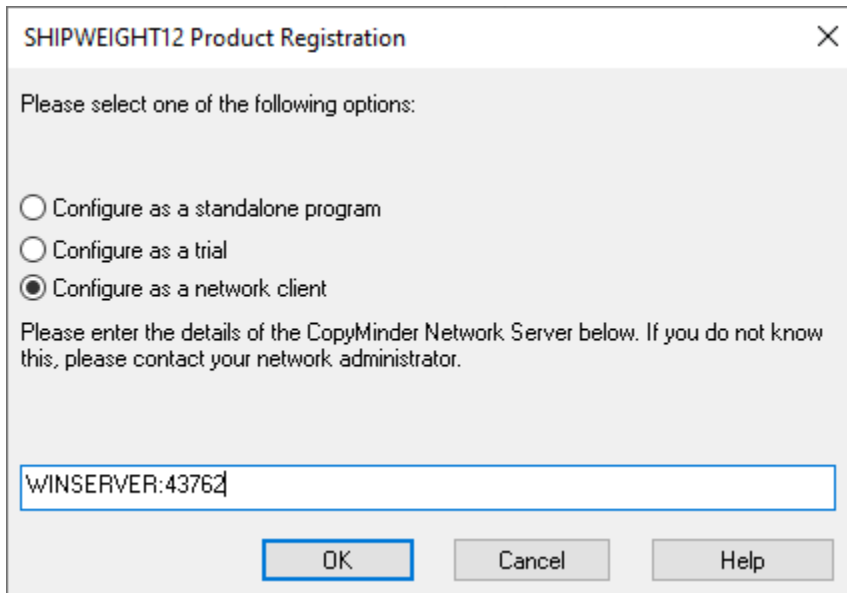 SHIPWEIGHT12 Product Registration
Please select one of the following options:
Configure as a standalone program
Configure as a trial
Configure as a network client
Please enter the details of the CopyMinder Network Server below. If you do not know
this, please contact your network administrator.
WINSERVER:43762
OK Cancel Help